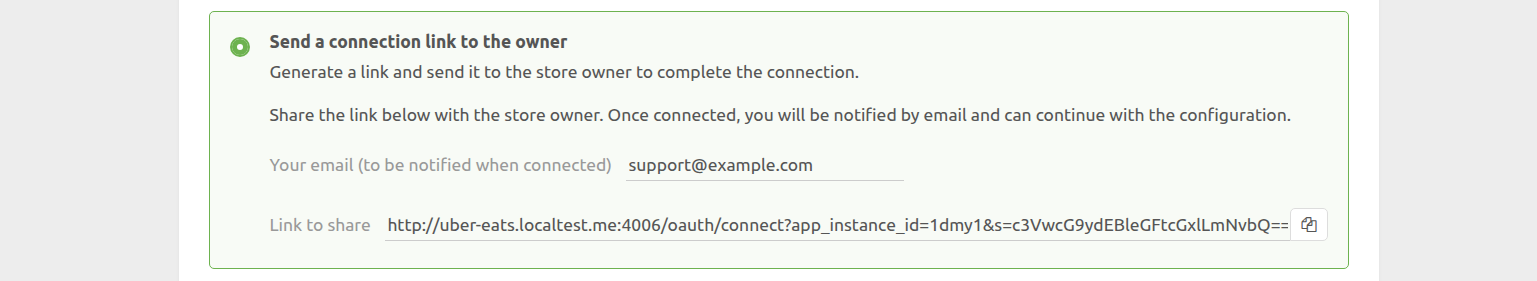 Send a connection link to the owner
Generate a link and send it to the store owner to complete the connection.
Share the link below with the store owner. Once connected, you will be notified by email and can continue with the configuration.
Your email (to be notified when connected) support@example.com
Link to share http://uber-eats.localtest.me:4006/oauth/connect?app_instance_id=1dmy1&s=c3VwcG9ydEBleGFtcGxlLmNvbQ==